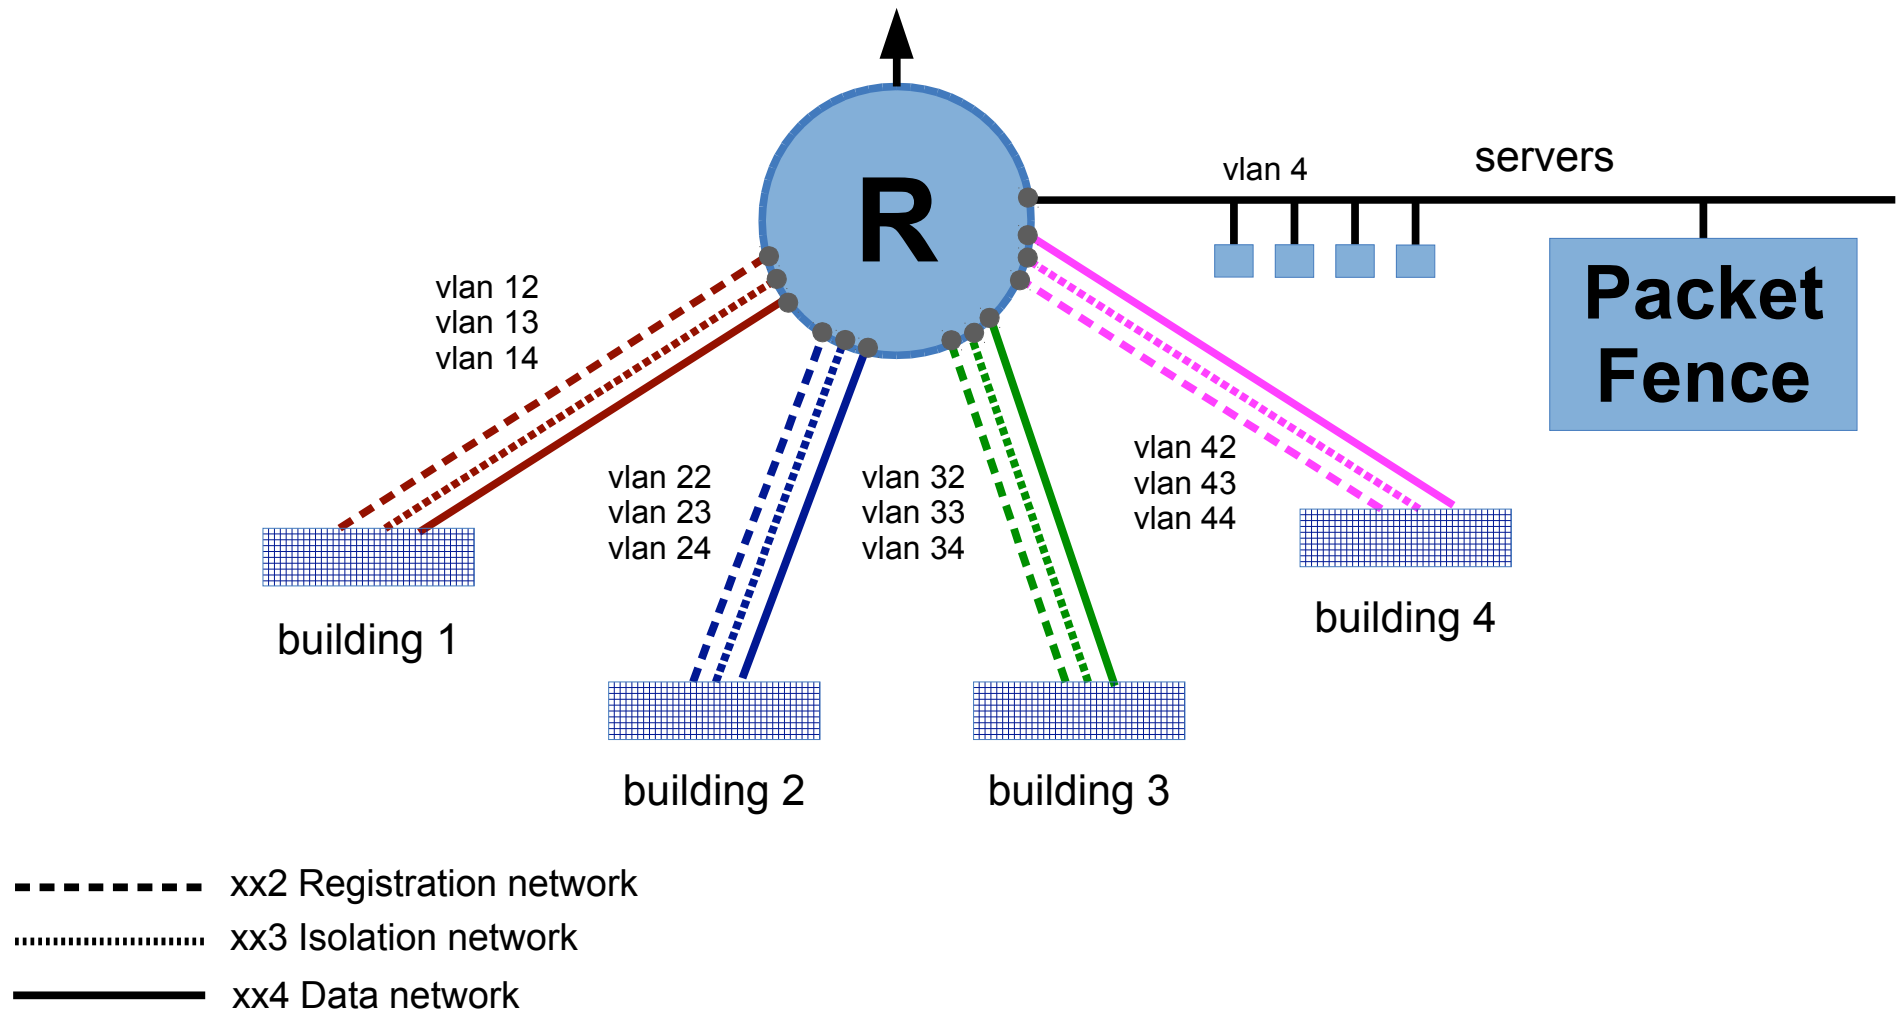 R
vlan 4
servers
Packet
Fence
vlan 12
vlan 13
vlan 14
vlan 22
vlan 23
vlan 24
vlan 32
vlan 33
vlan 34
vlan 42
vlan 43
vlan 44
building 1
building 2
building 3
building 4
xx2 Registration network
xx3 Isolation network
xx4 Data network